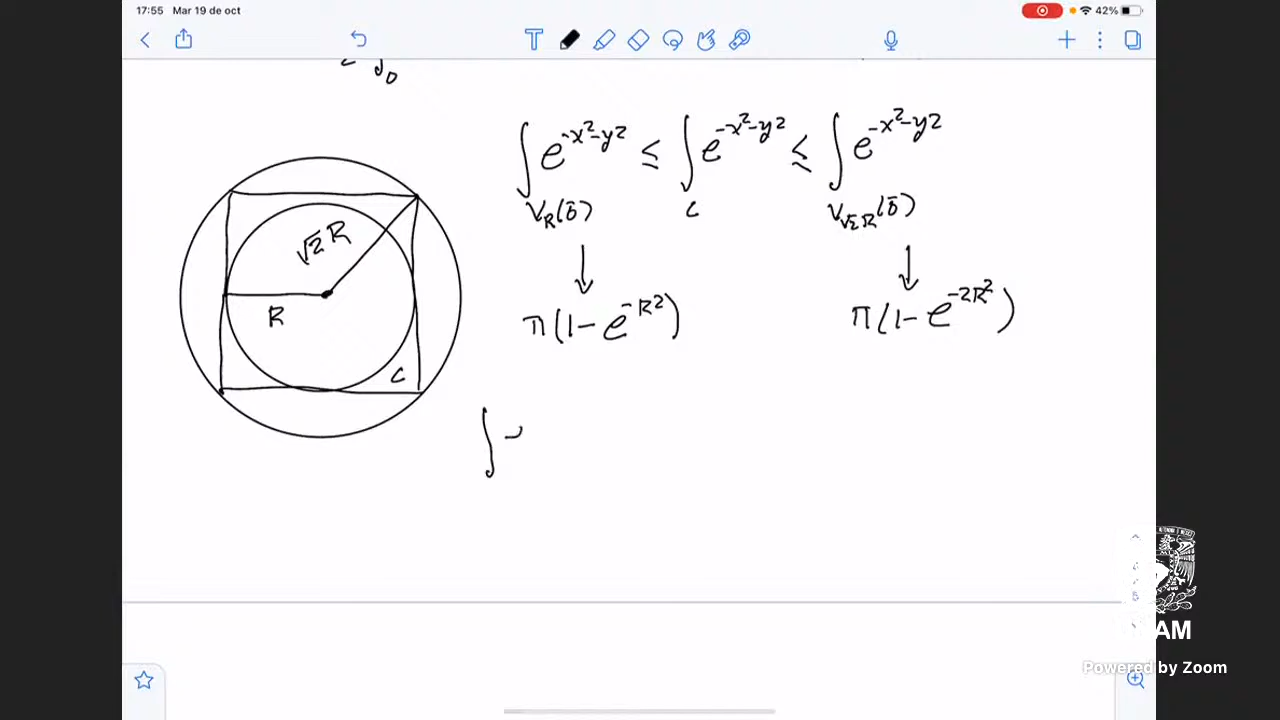 17:55 Mar 19 de oct
42%
∫ e^{-x²-y²} ≤ ∫ e^{-x²-y²} ≤ ∫ e^{-x²-y²}
V_R(ō) C V_{√2R}(ō)
↓ ↓
π(1-e^{-R²}) π(1-e^{-2R²})
√2 R
R
C
∫
Powered by Zoom